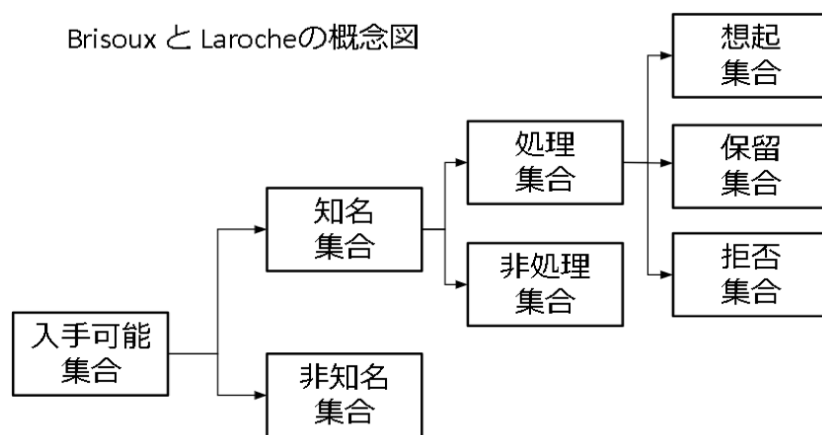 Brisoux と Larocheの概念図
入手可能
集合
知名
集合
非知名
集合
処理
集合
非処理
集合
想起
集合
保留
集合
拒否
集合